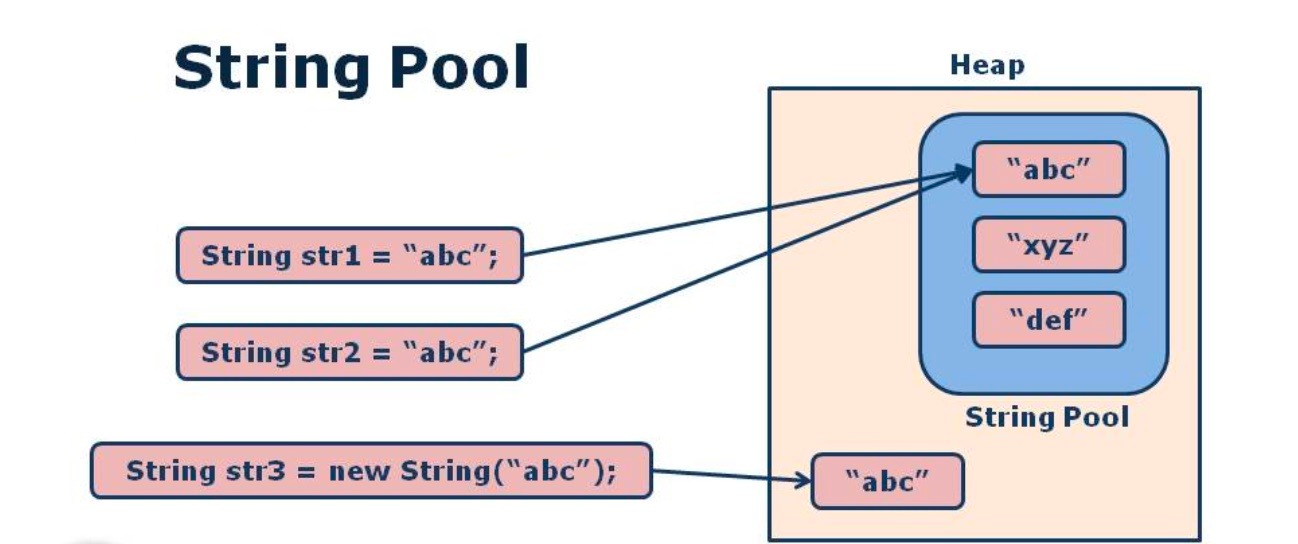 String Pool
Heap
“abc”
“xyz”
“def”
String Pool
String str1 = “abc”;
String str2 = “abc”;
String str3 = new String(“abc”);
“abc”